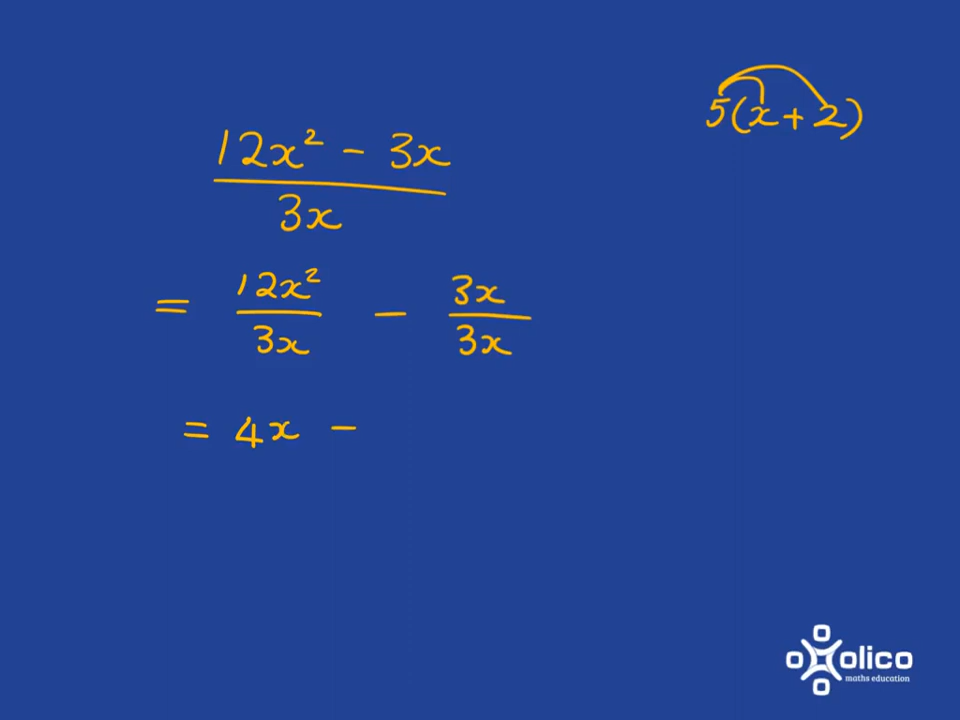 5(x + 2)
12x² − 3x
3x
= 12x² − 3x
3x 3x
= 4x −
olico
maths education